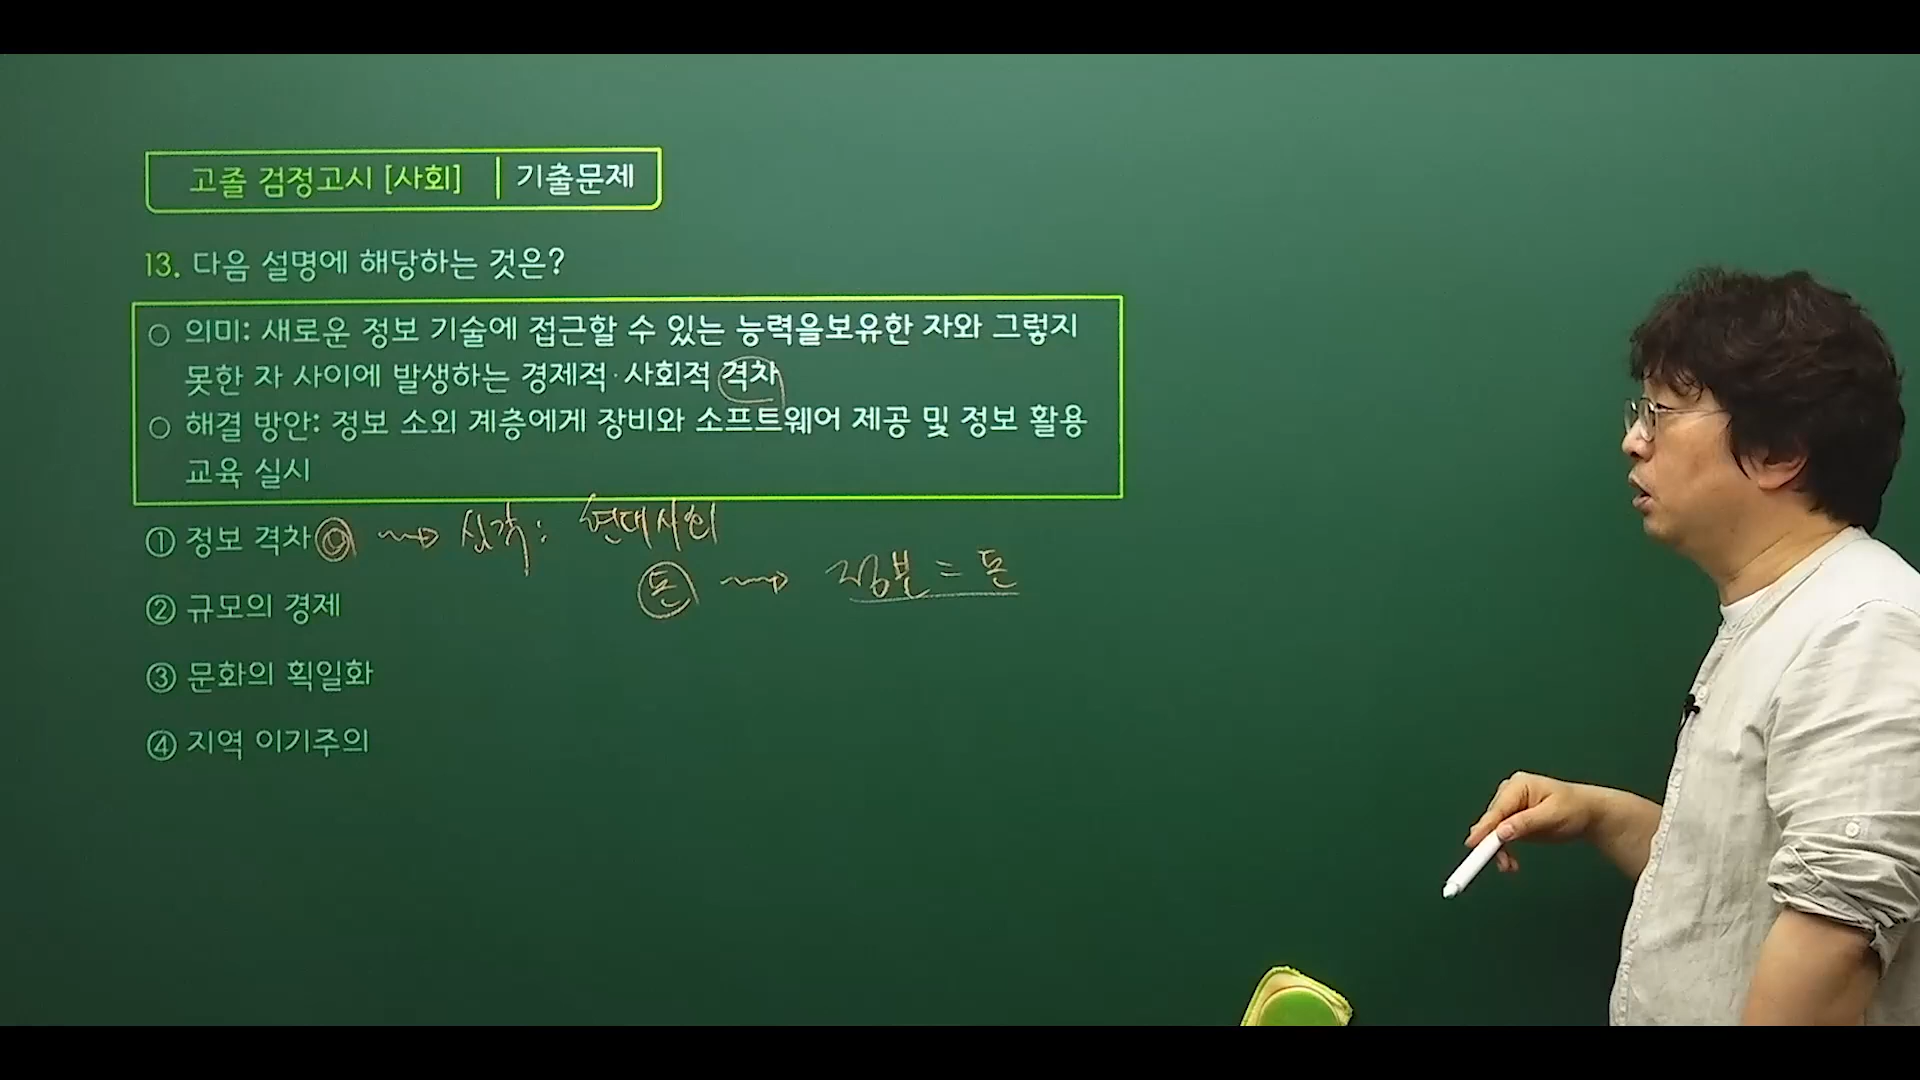 고졸 검정고시 [사회] | 기출문제
13. 다음 설명에 해당하는 것은?
○ 의미: 새로운 정보 기술에 접근할 수 있는 능력을보유한 자와 그렇지
못한 자 사이에 발생하는 경제적·사회적 격차
○ 해결 방안: 정보 소외 계층에게 장비와 소프트웨어 제공 및 정보 활용
교육 실시
① 정보 격차 심각: 현대사회
돈 정보 = 돈
② 규모의 경제
③ 문화의 획일화
④ 지역 이기주의